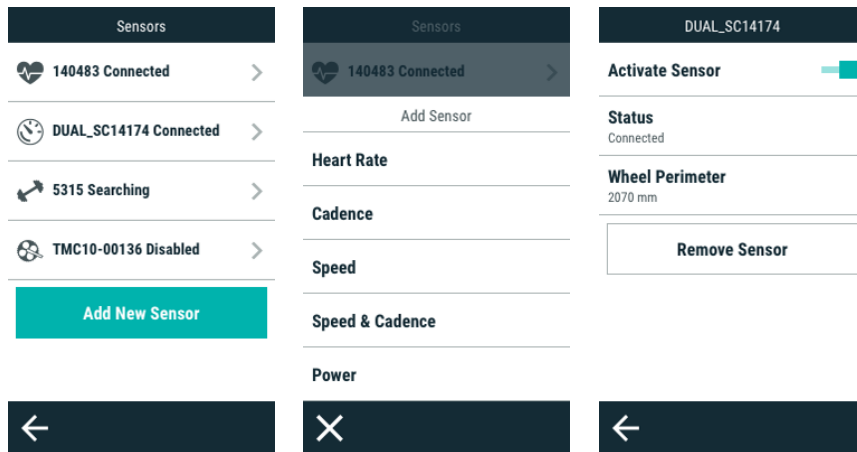 Sensors
140483 Connected
DUAL_SC14174 Connected
5315 Searching
TMC10-00136 Disabled
Add New Sensor
Sensors
140483 Connected
Add Sensor
Heart Rate
Cadence
Speed
Speed & Cadence
Power
DUAL_SC14174
Activate Sensor
Status
Connected
Wheel Perimeter
2070 mm
Remove Sensor